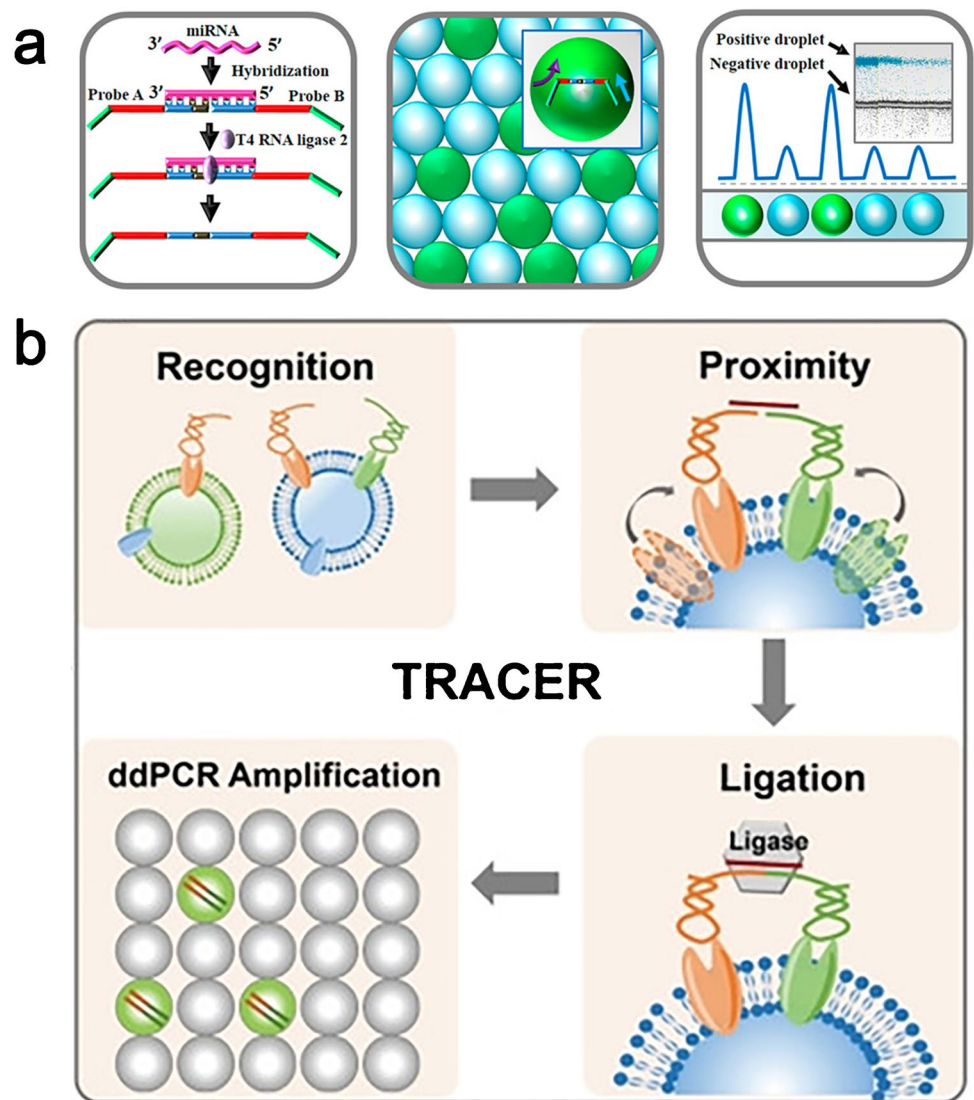 a
miRNA
3′ 5′
Hybridization
Probe A 3′ 5′ Probe B
T4 RNA ligase 2
Positive droplet
Negative droplet
b
Recognition
Proximity
TRACER
ddPCR Amplification
Ligation
Ligase